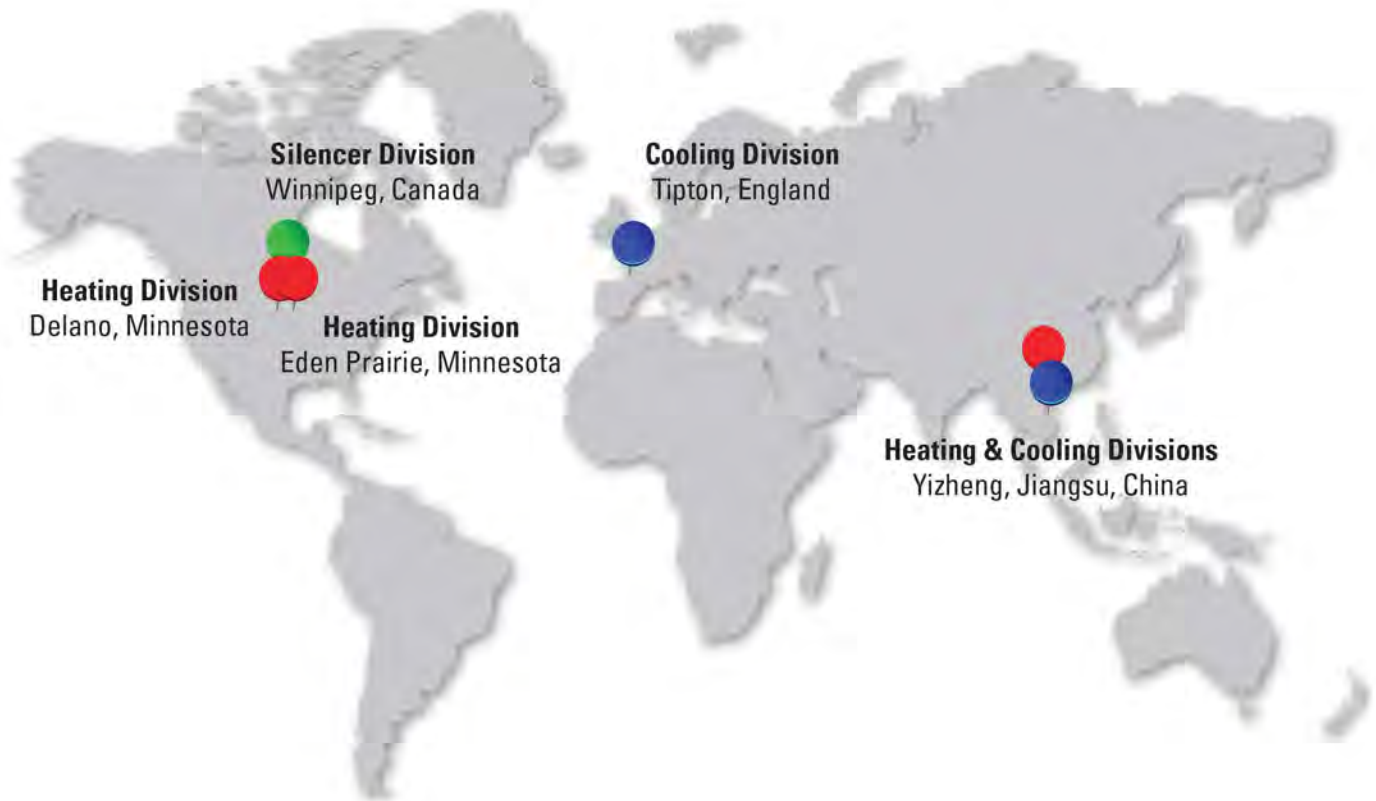 Silencer Division
Winnipeg, Canada
Cooling Division
Tipton, England
Heating Division
Delano, Minnesota
Heating Division
Eden Prairie, Minnesota
Heating & Cooling Divisions
Yizheng, Jiangsu, China